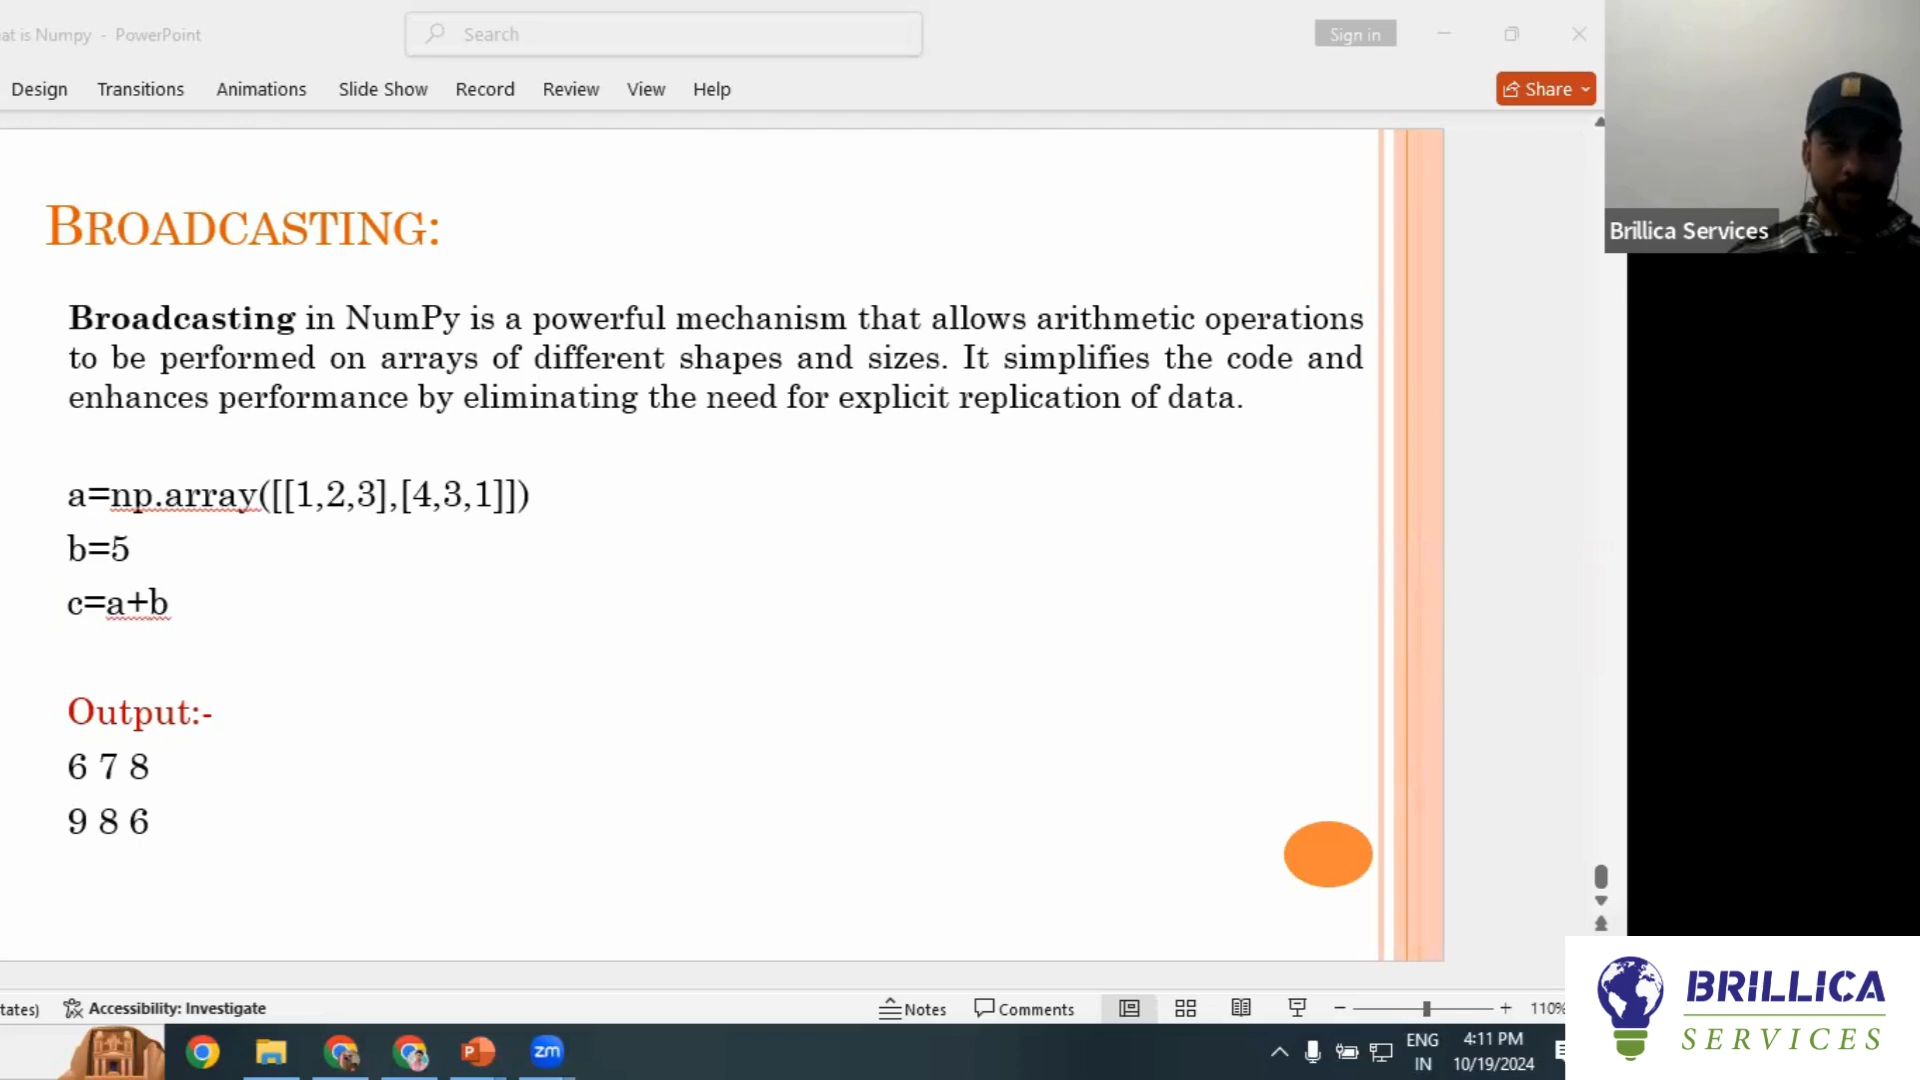 at is Numpy - PowerPoint
Search
Sign in
Design Transitions Animations Slide Show Record Review View Help
Share
Brillica Services
BROADCASTING:
Broadcasting in NumPy is a powerful mechanism that allows arithmetic operations
to be performed on arrays of different shapes and sizes. It simplifies the code and
enhances performance by eliminating the need for explicit replication of data.
a=np.array([[1,2,3],[4,3,1]])
b=5
c=a+b
Output:-
6 7 8
9 8 6
tates) Accessibility: Investigate
Notes Comments
110%
zm
ENG
IN
4:11 PM
10/19/2024
BRILLICA
SERVICES